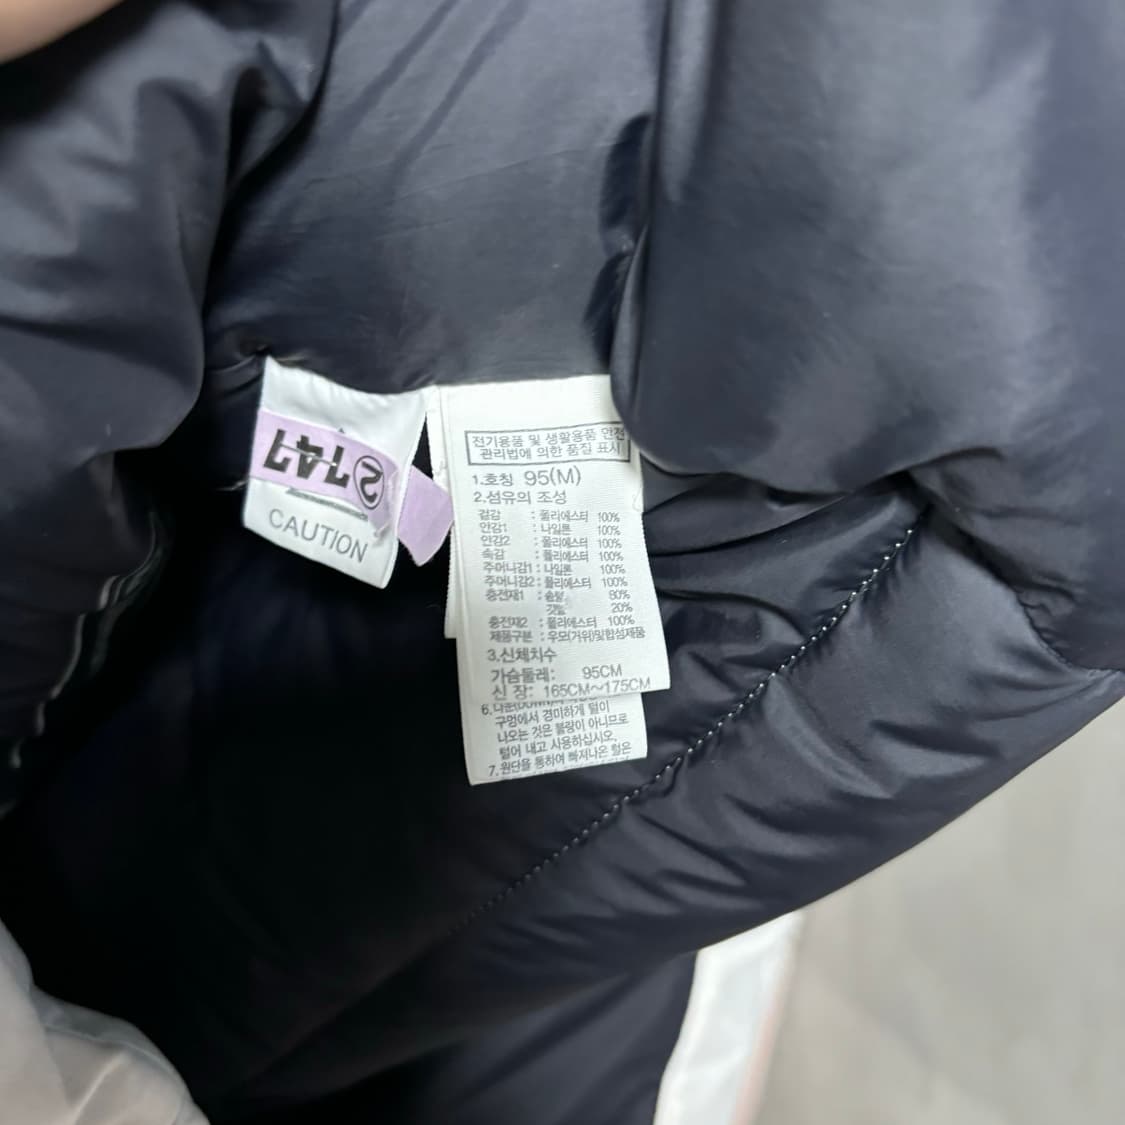 ②747
CAUTION
전기용품 및 생활용품 안전
관리법에 의한 품질 표시
1.호칭 95(M)
2.섬유의 조성
겉감 : 폴리에스터 100%
안감1 : 나일론 100%
안감2 : 폴리에스터 100%
속감 : 폴리에스터 100%
주머니감1 : 나일론 100%
주머니감2 : 폴리에스터 100%
충전재1 : 솜털 80%
깃털 20%
충전재2 : 폴리에스터 100%
제품구분 : 우모(거위)및합성제품
3.신체치수
가슴둘레: 95CM
신 장: 165CM~175CM
구멍에서 경미하게 털이
나오는 것은 불량이 아니므로
털어 내고 사용하십시오.
7.원단을 통하여 빠져나온 털은